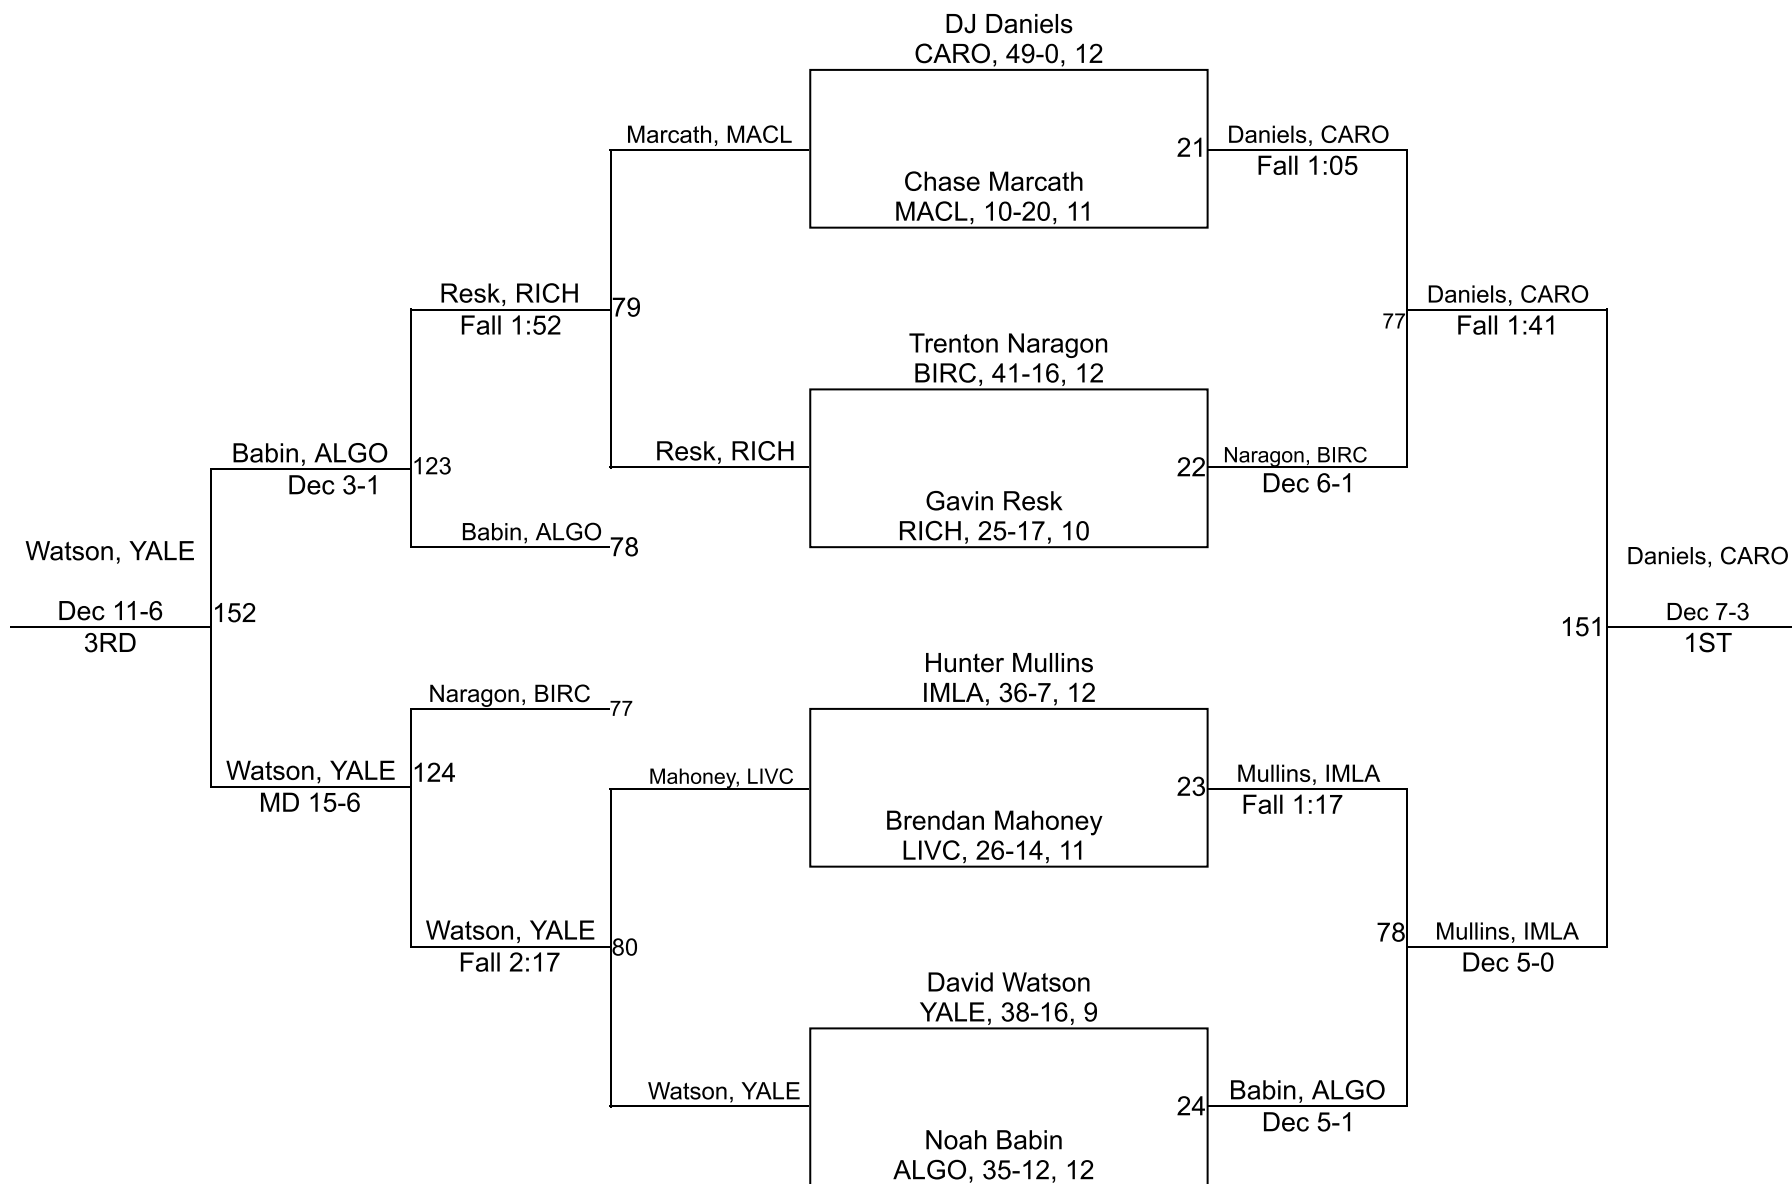 DJ Daniels
CARO, 49-0, 12
Marcath, MACL
21
Daniels, CARO
Fall 1:05
Chase Marcath
MACL, 10-20, 11
Resk, RICH
Fall 1:52
79
Daniels, CARO
Fall 1:41
77
Trenton Naragon
BIRC, 41-16, 12
Babin, ALGO
Dec 3-1
123
Resk, RICH
22
Naragon, BIRC
Dec 6-1
Gavin Resk
RICH, 25-17, 10
Babin, ALGO
78
Watson, YALE
Dec 11-6
3RD
152
Daniels, CARO
151
Dec 7-3
1ST
Hunter Mullins
IMLA, 36-7, 12
Naragon, BIRC
77
Watson, YALE
MD 15-6
124
Mahoney, LIVC
23
Mullins, IMLA
Fall 1:17
Brendan Mahoney
LIVC, 26-14, 11
Watson, YALE
Fall 2:17
80
78
Mullins, IMLA
Dec 5-0
David Watson
YALE, 38-16, 9
Watson, YALE
24
Babin, ALGO
Dec 5-1
Noah Babin
ALGO, 35-12, 12